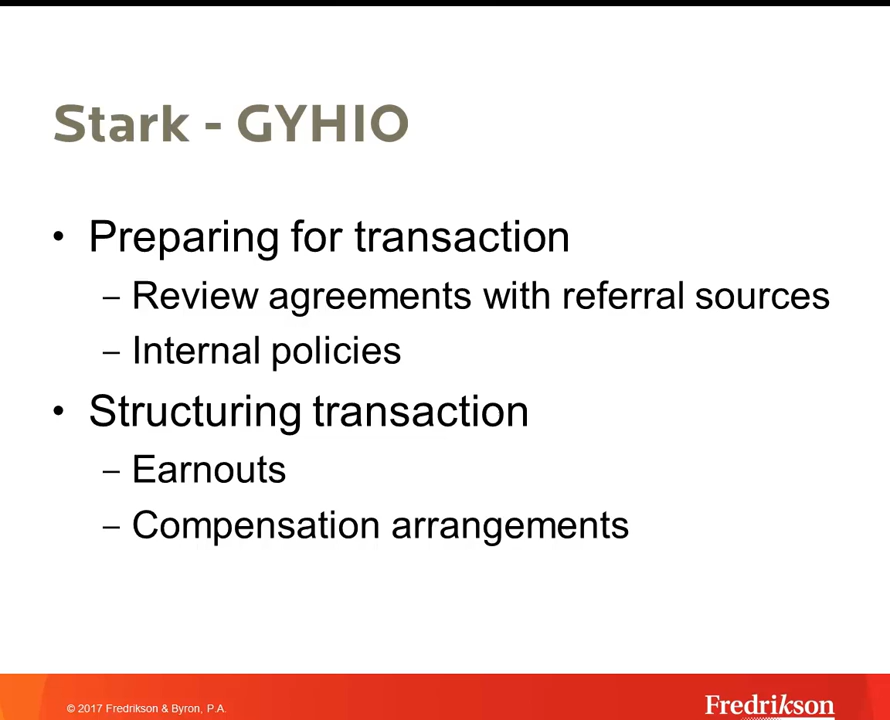 Stark - GYHIO
• Preparing for transaction
– Review agreements with referral sources
– Internal policies
• Structuring transaction
– Earnouts
– Compensation arrangements
© 2017 Fredrikson & Byron, P.A.
Fredrikson